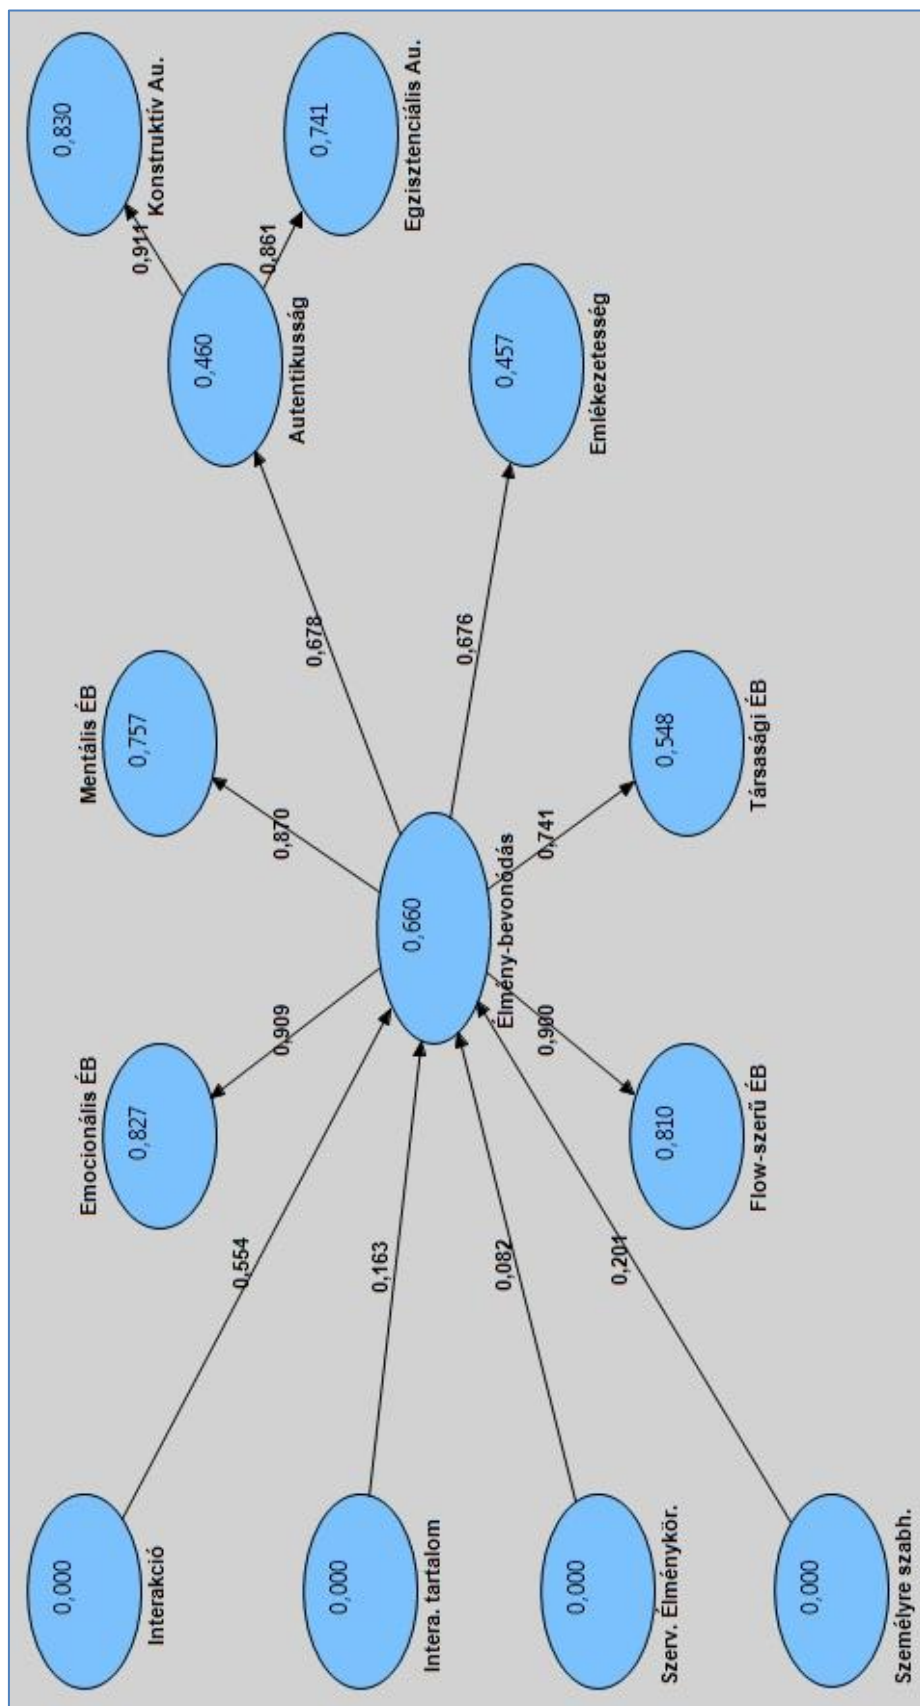 0,000
Interakció
0,000
Intera. tartalom
0,000
Szerv. Élménykör.
0,000
Személyre szabh.
0,554
0,163
0,082
0,201
Emocionális ÉB
0,827
0,909
Mentális ÉB
0,757
0,870
0,660
Élmény-bevonódás
0,900
0,810
Flow-szerű ÉB
0,741
0,548
Társasági ÉB
0,678
0,676
0,460
Autentikusság
0,457
Emlékezetesség
0,911
0,861
0,830
Konstruktív Au.
0,741
Egzisztenciális Au.